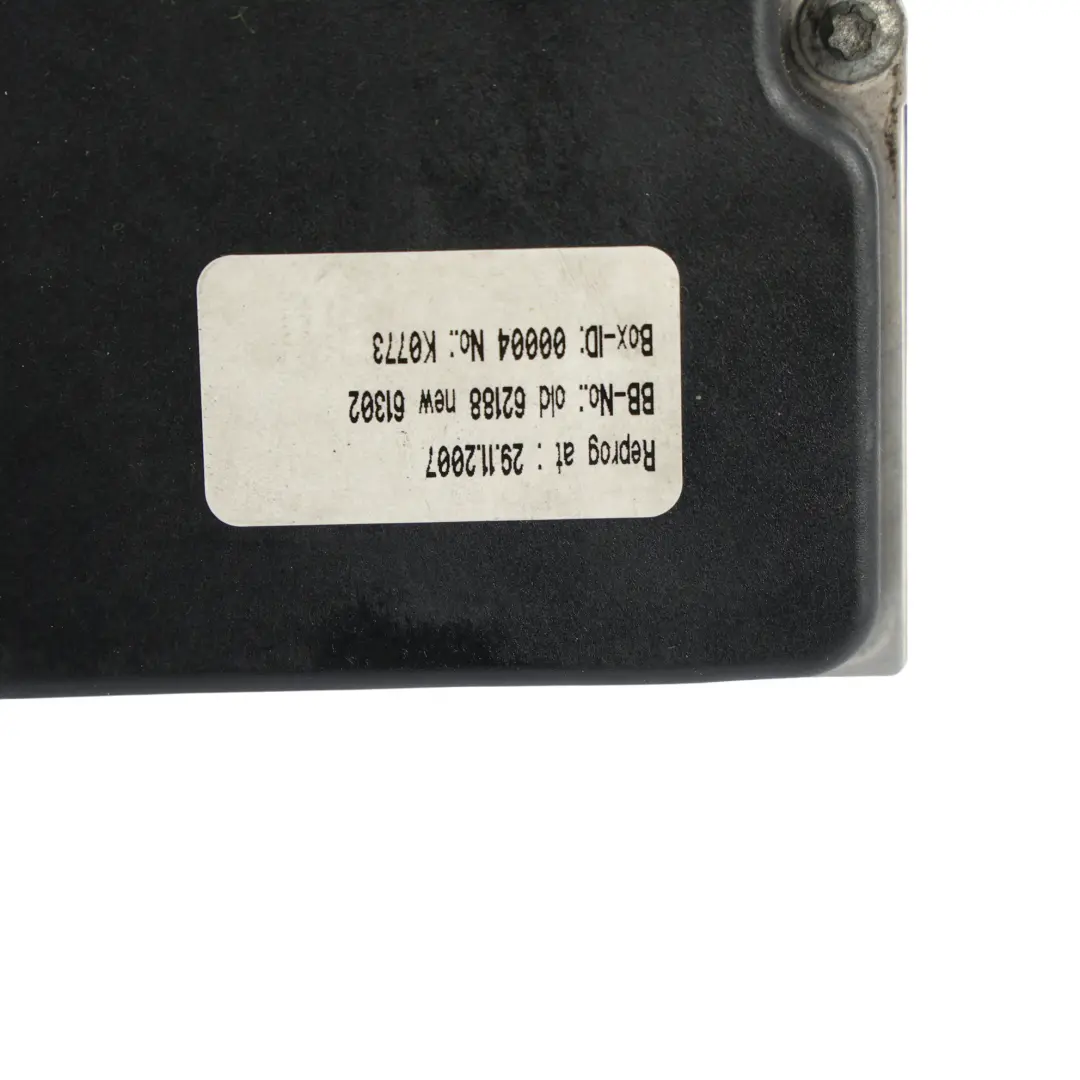 Reprog at : 29.11.2007
BB-No.: old 62188 new 61302
Box-ID: 00004 No.: K0773